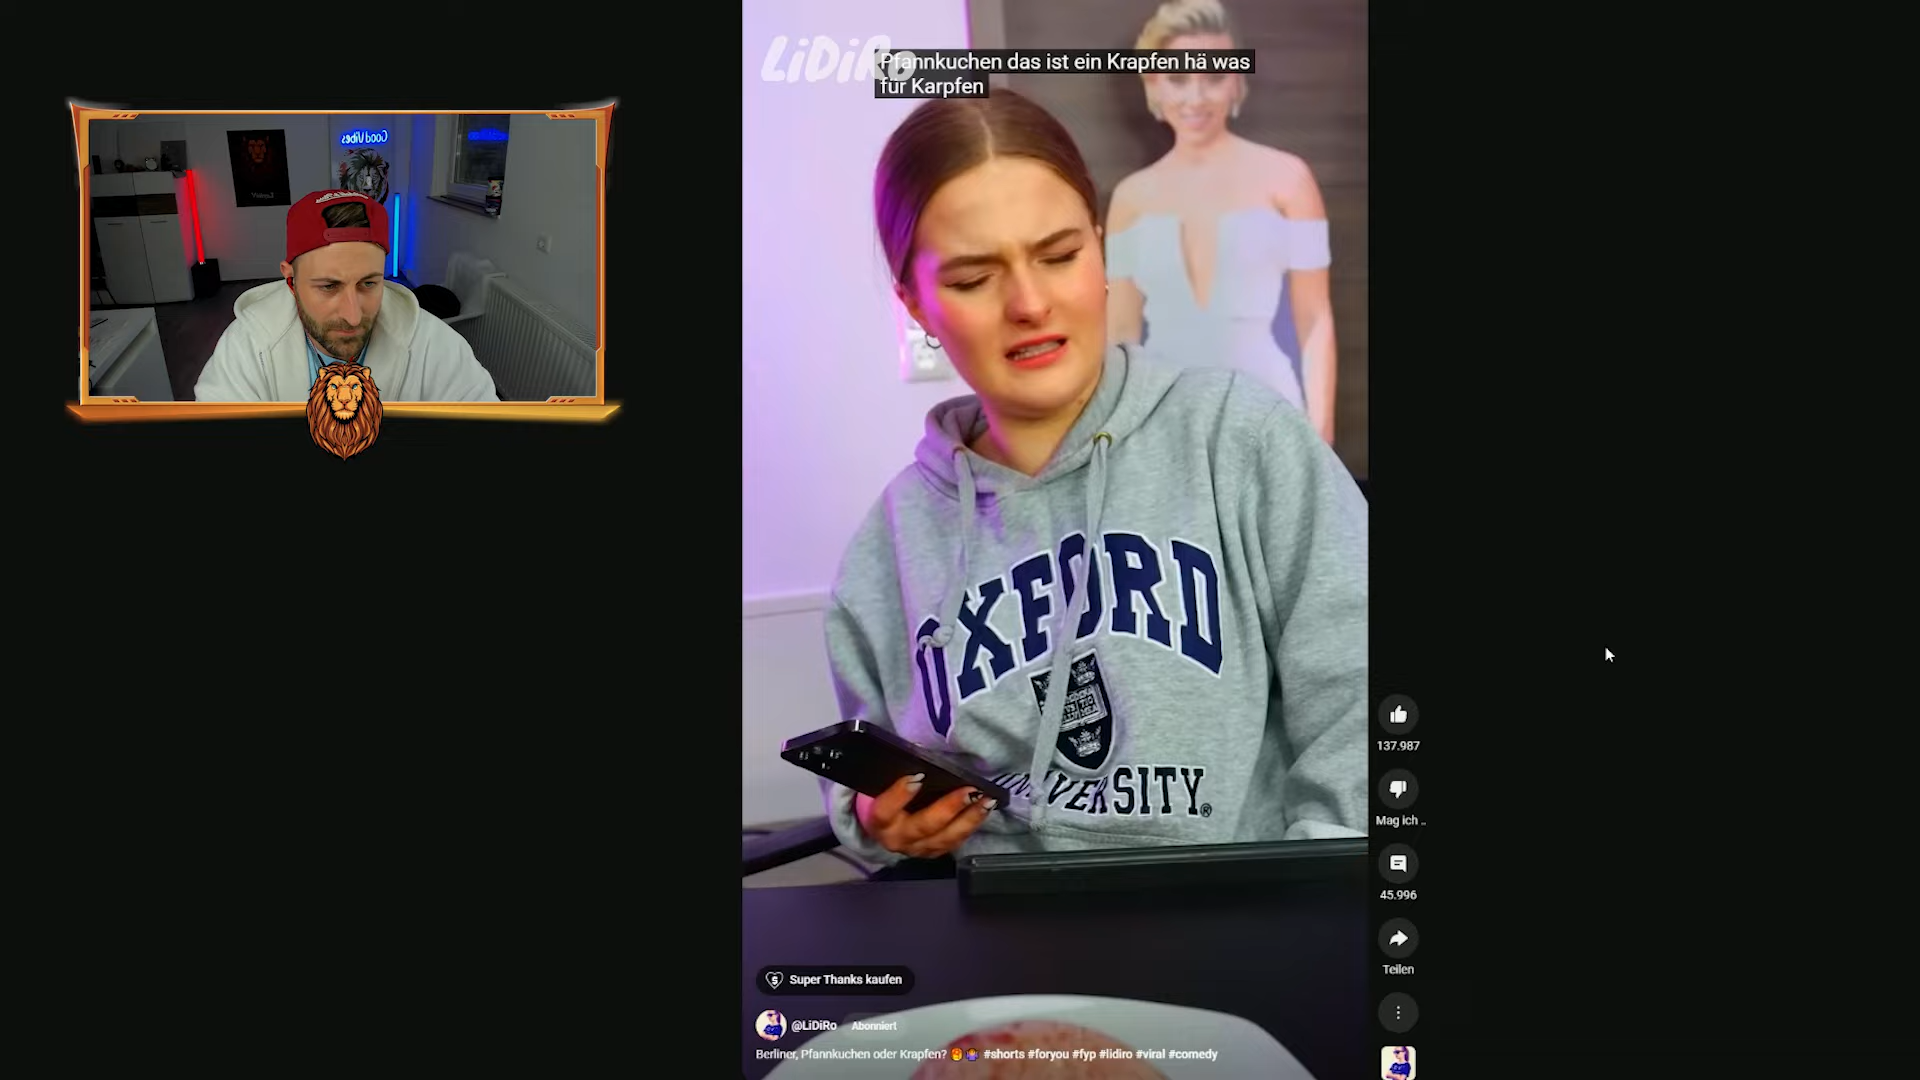 LiDiRo
Pfannkuchen das ist ein Krapfen hä was
für Karpfen
Good Vibes
OXFORD
UNIVERSITY®
137.987
Mag ich ..
45.996
Teilen
Super Thanks kaufen
@LiDiRo Abonniert
Berliner, Pfannkuchen oder Krapfen? #shorts #foryou #fyp #lidiro #viral #comedy